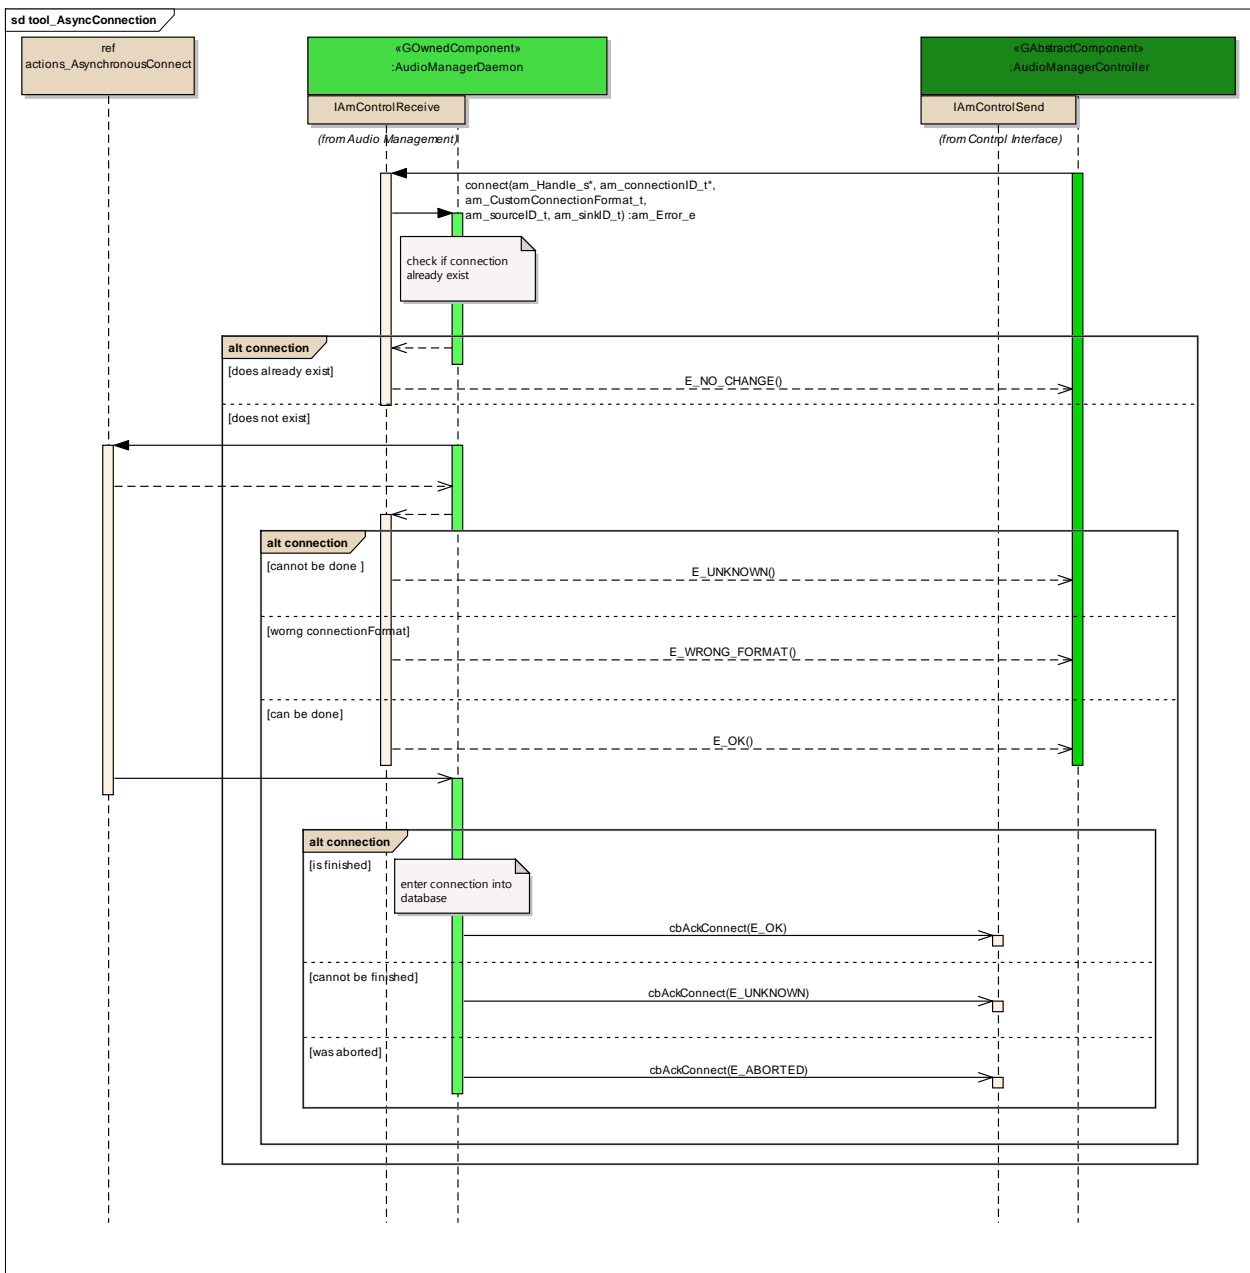 sd tool_AsyncConnection
ref
actions_AsynchronousConnect
«GOwnedComponent»
:AudioManagerDaemon
«GAbstractComponent»
:AudioManagerController
IAmControlReceive
IAmControlSend
(from Audio Management)
(from Control Interface)
connect(am_Handle_s*, am_connectionID_t*,
am_CustomConnectionFormat_t,
am_sourceID_t, am_sinkID_t) :am_Error_e
check if connection
already exist
alt connection
[does already exist]
E_NO_CHANGE()
[does not exist]
alt connection
[cannot be done ]
E_UNKNOWN()
[worng connectionFormat]
E_WRONG_FORMAT()
[can be done]
E_OK()
alt connection
[is finished]
enter connection into
database
cbAckConnect(E_OK)
[cannot be finished]
cbAckConnect(E_UNKNOWN)
[was aborted]
cbAckConnect(E_ABORTED)